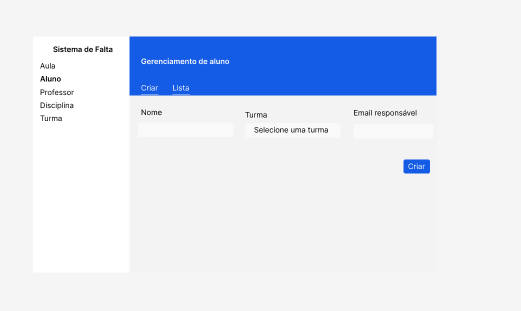 Sistema de Falta
Aula
Aluno
Professor
Disciplina
Turma
Gerenciamento de aluno
Criar Lista
Nome
Turma
Selecione uma turma
Email responsável
Criar